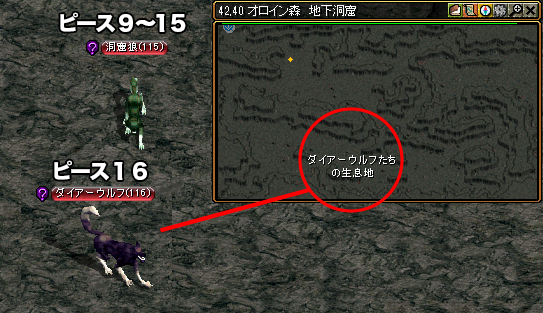 ピース9〜15
洞窟狼(115)
ピース16
ダイアーウルフ(116)
42,40 オロイン森 地下洞窟
ダイアーウルフたち
の生息地